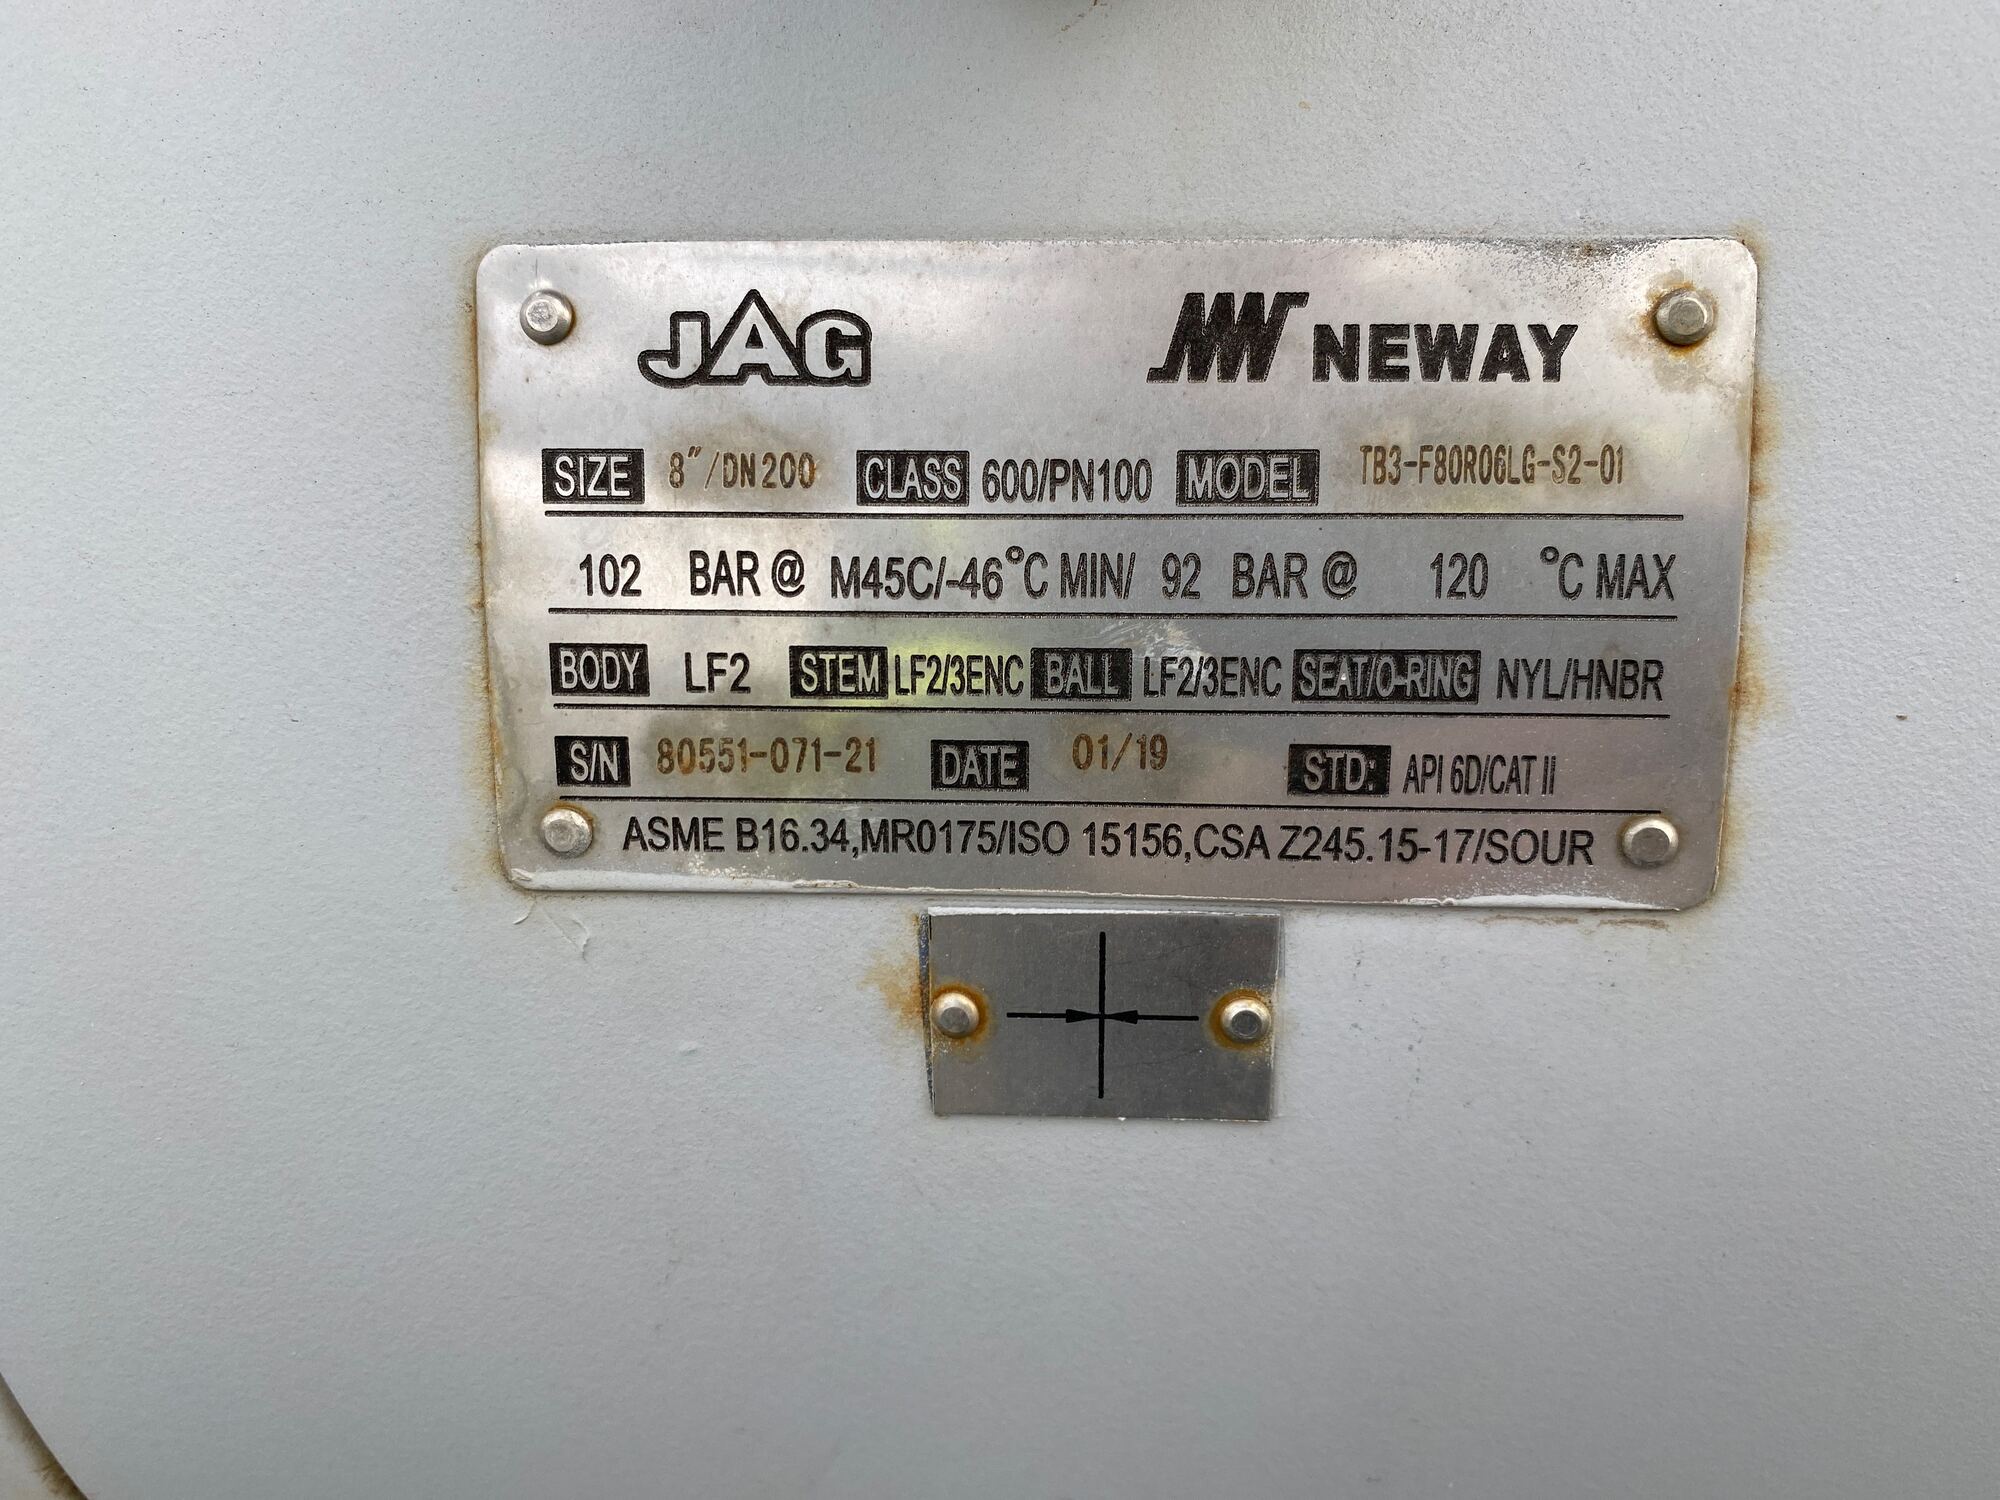 JAG NEWAY
SIZE 8"/DN200 CLASS 600/PN100 MODEL TB3-F80R06LG-S2-01
102 BAR @ M45C/-46°C MIN/ 92 BAR @ 120 °C MAX
BODY LF2 STEM LF2/3ENC BALL LF2/3ENC SEAT/O-RING NYL/HNBR
S/N 80551-071-21 DATE 01/19 STD: API 6D/CAT II
ASME B16.34,MR0175/ISO 15156,CSA Z245.15-17/SOUR